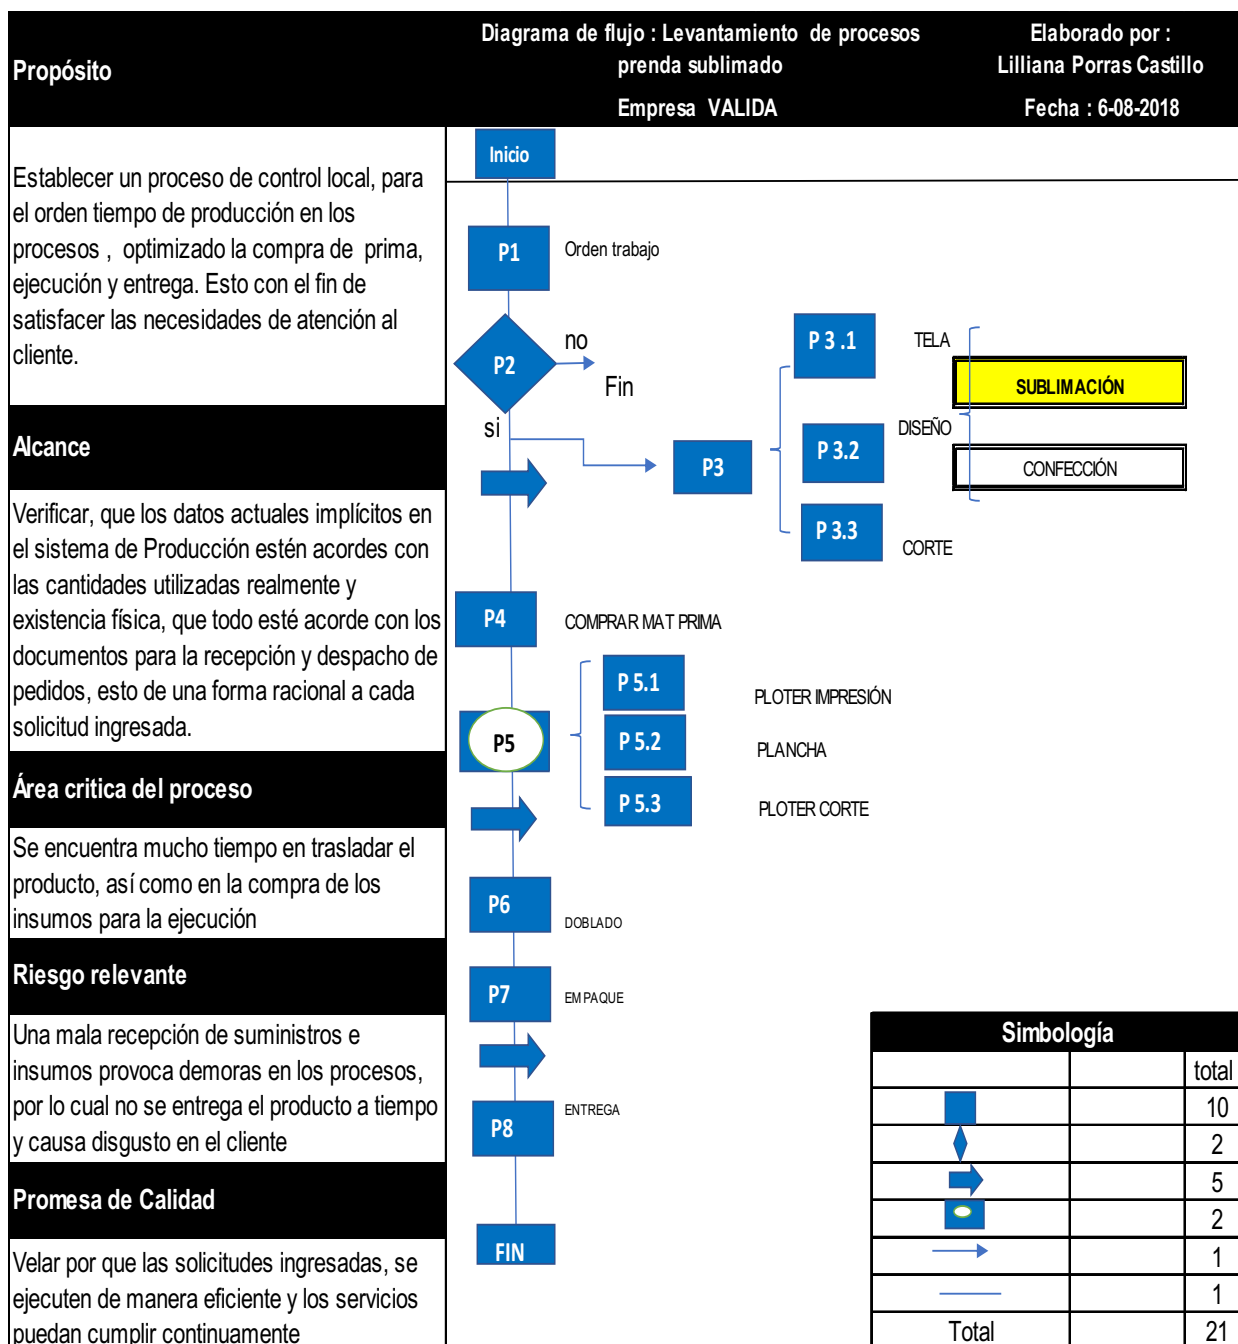 Propósito
Diagrama de flujo : Levantamiento de procesos
prenda sublimado
Empresa VALIDA
Elaborado por :
Lilliana Porras Castillo
Fecha : 6-08-2018
Establecer un proceso de control local, para
el orden tiempo de producción en los
procesos , optimizado la compra de prima,
ejecución y entrega. Esto con el fin de
satisfacer las necesidades de atención al
cliente.
Alcance
Verificar, que los datos actuales implícitos en
el sistema de Producción estén acordes con
las cantidades utilizadas realmente y
existencia física, que todo esté acorde con los
documentos para la recepción y despacho de
pedidos, esto de una forma racional a cada
solicitud ingresada.
Área critica del proceso
Se encuentra mucho tiempo en trasladar el
producto, así como en la compra de los
insumos para la ejecución
Riesgo relevante
Una mala recepción de suministros e
insumos provoca demoras en los procesos,
por lo cual no se entrega el producto a tiempo
y causa disgusto en el cliente
Promesa de Calidad
Velar por que las solicitudes ingresadas, se
ejecuten de manera eficiente y los servicios
puedan cumplir continuamente
Inicio
P1
Orden trabajo
P2
no
Fin
si
P3
P 3 .1
TELA
P 3.2
DISEÑO
P 3.3
CORTE
SUBLIMACIÓN
CONFECCIÓN
P4
COMPRAR MAT PRIMA
P5
P 5.1
PLOTER IMPRESIÓN
P 5.2
PLANCHA
P 5.3
PLOTER CORTE
P6
DOBLADO
P7
EMPAQUE
P8
ENTREGA
FIN
Simbología
total
10
2
5
2
1
1
Total 21